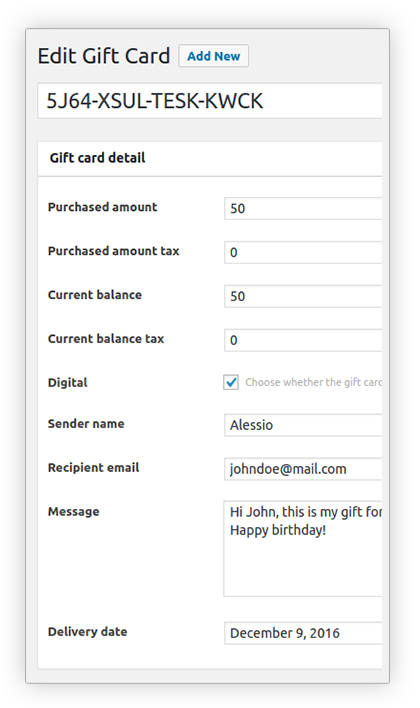 Edit Gift Card Add New
5J64-XSUL-TESK-KWCK
Gift card detail
Purchased amount 50
Purchased amount tax 0
Current balance 50
Current balance tax 0
Digital Choose whether the gift card
Sender name Alessio
Recipient email johndoe@mail.com
Message Hi John, this is my gift for
Happy birthday!
Delivery date December 9, 2016